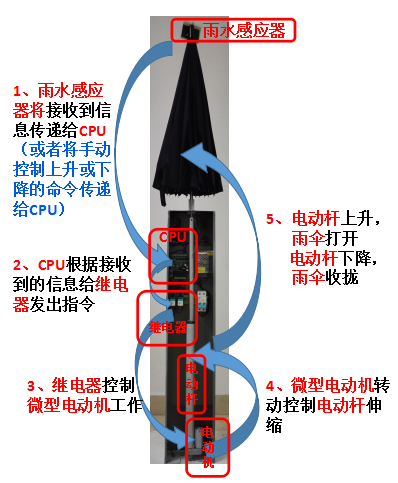 雨水感应器
1、雨水感应
器将接收到信
息传递给CPU
（或者将手动
控制上升或下
降的命令传递
给CPU）
CPU
2、CPU根据接收
到的信息给继电
器发出指令
继电器
3、继电器控制
微型电动机工作
电动杆
电动机
4、微型电动机转
动控制电动杆伸
缩
5、电动杆上升，
雨伞打开
电动杆下降，
雨伞收拢